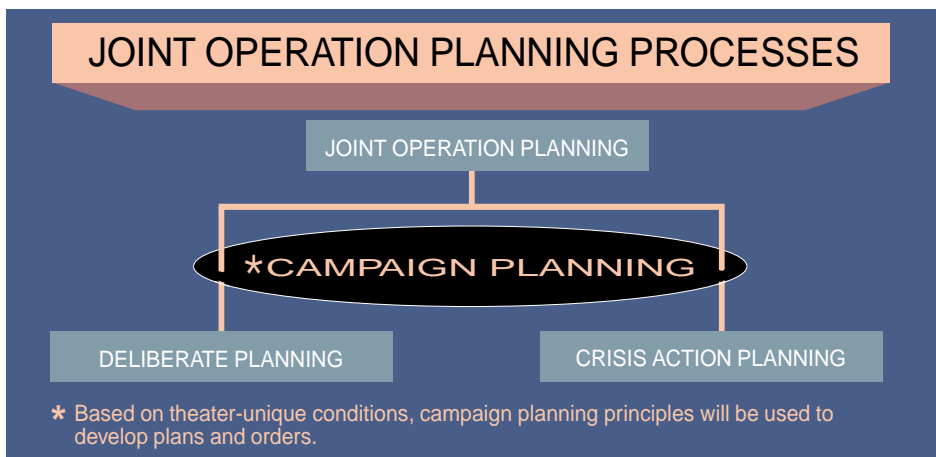 JOINT OPERATION PLANNING PROCESSES
JOINT OPERATION PLANNING
*CAMPAIGN PLANNING
DELIBERATE PLANNING
CRISIS ACTION PLANNING
* Based on theater-unique conditions, campaign planning principles will be used to
develop plans and orders.